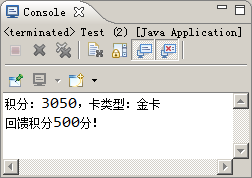 Console
<terminated> Test (2) [Java Application]
积分：3050，卡类型：金卡
回馈积分500分！